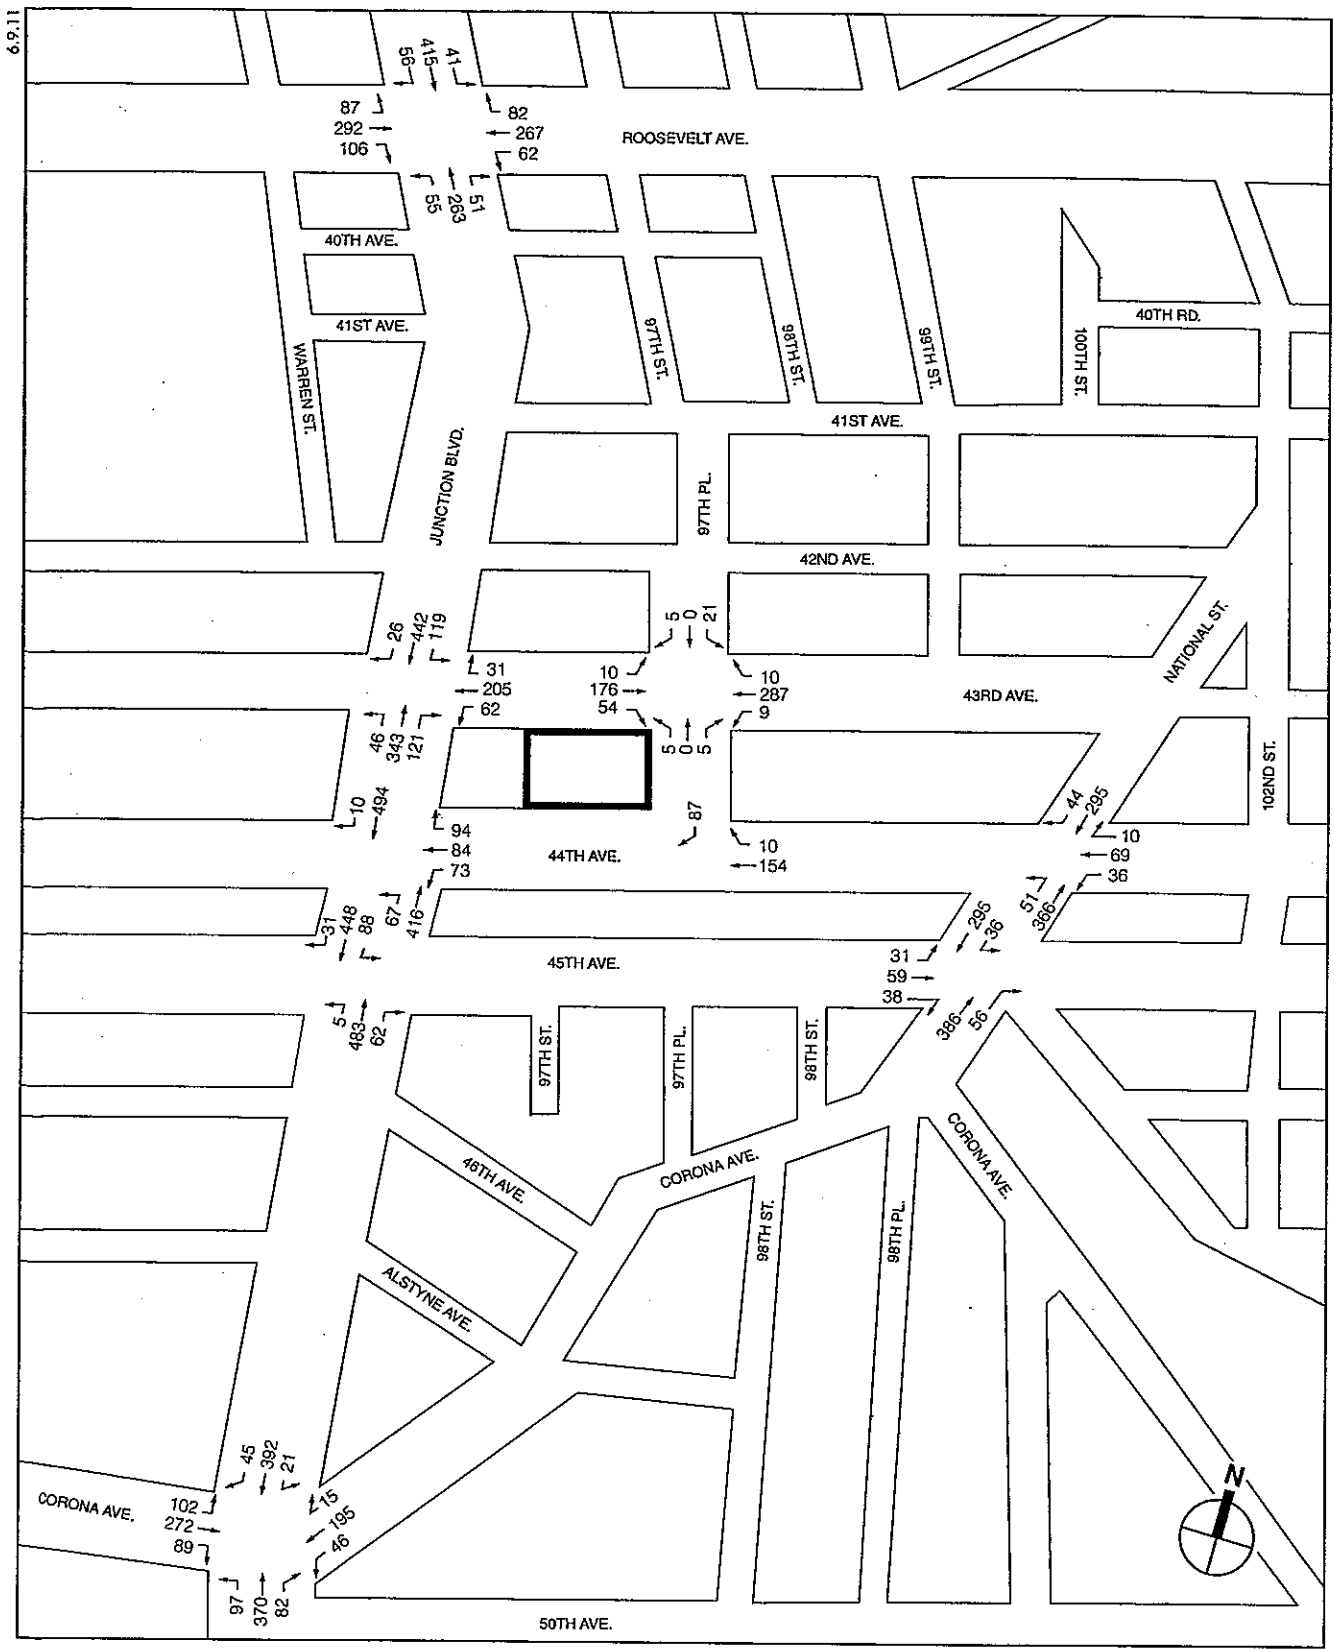 6.9.11
56
415
41
87
292
106
82
267
62
ROOSEVELT AVE.
55
263
51
40TH AVE.
41ST AVE.
WARREN ST.
JUNCTION BLVD.
97TH ST.
98TH ST.
99TH ST.
100TH ST.
40TH RD.
41ST AVE.
97TH PL.
42ND AVE.
NATIONAL ST.
26
442
119
31
205
62
5
0
21
10
176
54
10
287
9
43RD AVE.
46
343
121
5
0
5
102ND ST.
10
494
94
84
73
44TH AVE.
87
10
154
44
295
10
69
36
67
416
51
366
31
448
88
45TH AVE.
295
36
31
59
38
5
483
62
386
56
97TH ST.
97TH PL.
98TH ST.
46TH AVE.
CORONA AVE.
CORONA AVE.
98TH ST.
98TH PL.
ALSTYNE AVE.
45
392
21
CORONA AVE.
102
272
89
15
195
46
97
370
82
50TH AVE.
N